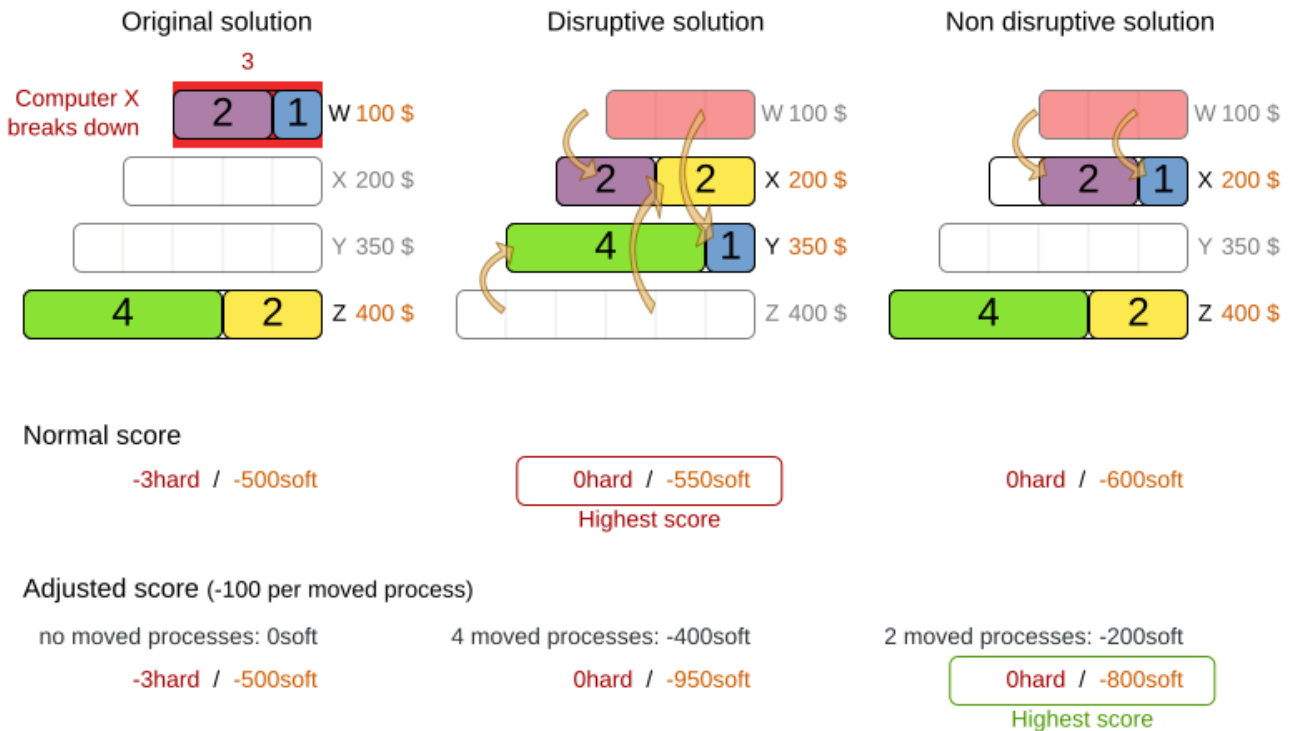 Original solution
Disruptive solution
Non disruptive solution
3
Computer X
breaks down
2 1 W 100 $
X 200 $
Y 350 $
4 2 Z 400 $
W 100 $
2 2 X 200 $
4 1 Y 350 $
Z 400 $
W 100 $
2 1 X 200 $
Y 350 $
4 2 Z 400 $
Normal score
-3hard / -500soft
0hard / -550soft
Highest score
0hard / -600soft
Adjusted score (-100 per moved process)
no moved processes: 0soft
-3hard / -500soft
4 moved processes: -400soft
0hard / -950soft
2 moved processes: -200soft
0hard / -800soft
Highest score